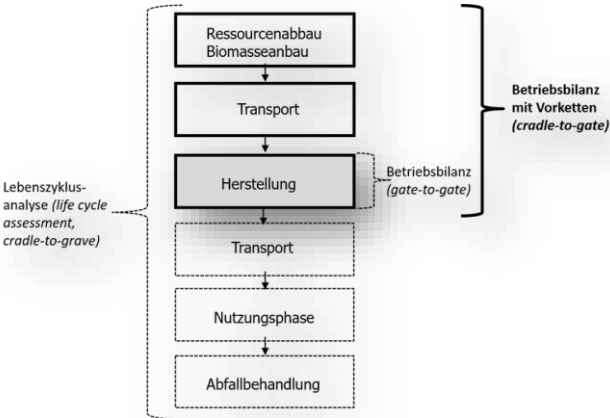 Ressourcenabbau
Biomasseanbau
Transport
Herstellung
Transport
Nutzungsphase
Abfallbehandlung
Lebenszyklus-
analyse (life cycle
assessment,
cradle-to-grave)
Betriebsbilanz
(gate-to-gate)
Betriebsbilanz
mit Vorketten
(cradle-to-gate)